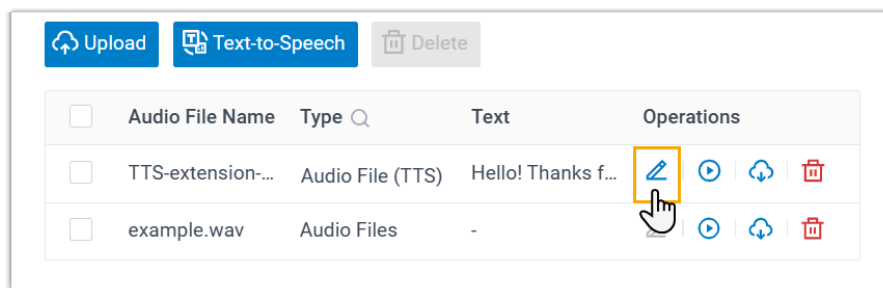 Upload Text-to-Speech Delete
Audio File Name Type Text Operations
TTS-extension-... Audio File (TTS) Hello! Thanks f...
example.wav Audio Files -